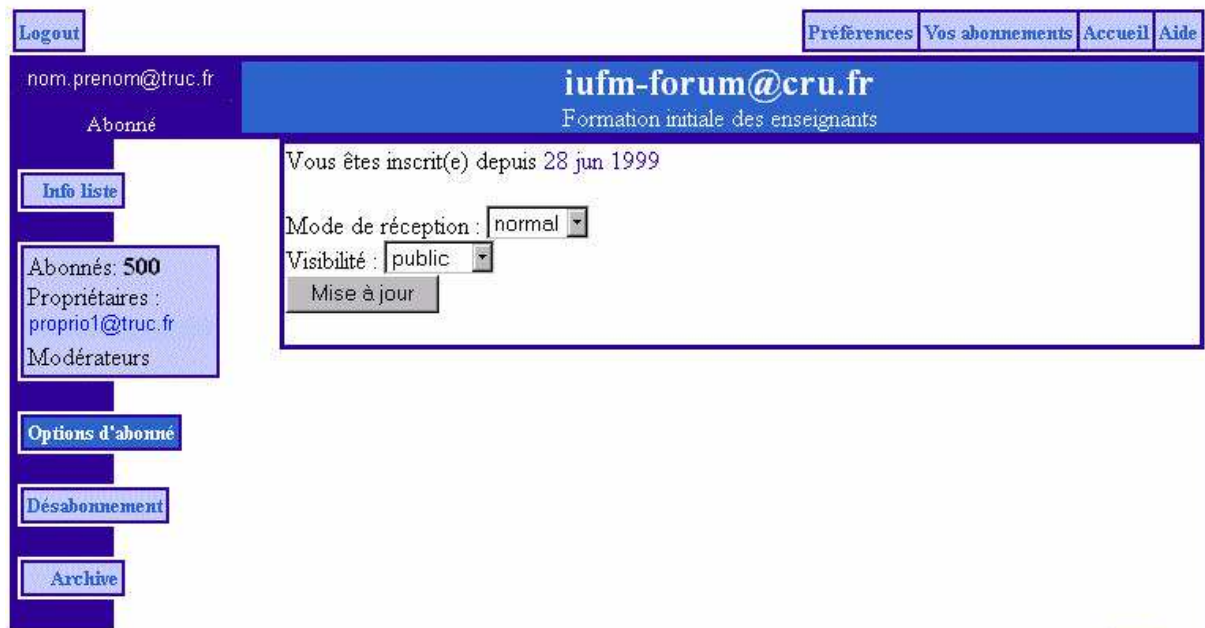 Logout
Préférences Vos abonnements Accueil Aide
nom.prenom@truc.fr
Abonné
iufm-forum@cru.fr
Formation initiale des enseignants
Info liste
Abonnés: 500
Propriétaires :
proprio1@truc.fr
Modérateurs
Options d'abonné
Désabonnement
Archive
Vous êtes inscrit(e) depuis 28 jun 1999
Mode de réception : normal
Visibilité : public
Mise à jour